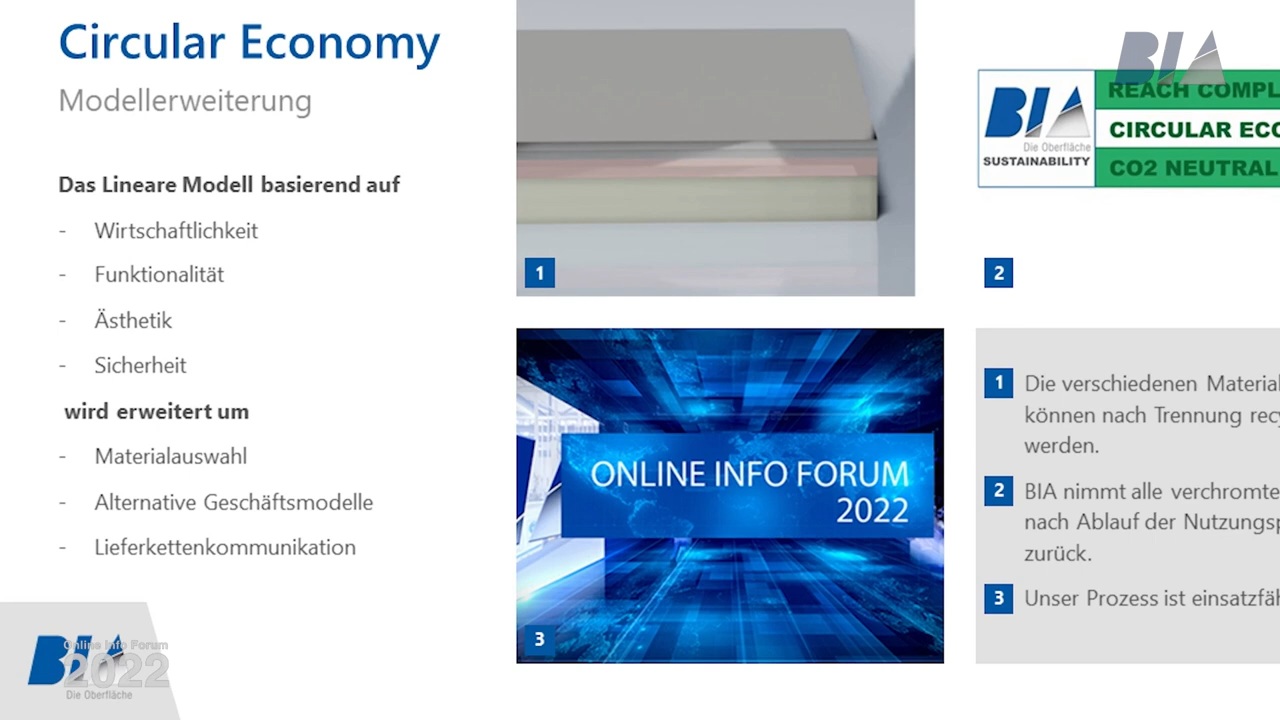 Circular Economy
Modellerweiterung
Das Lineare Modell basierend auf
- Wirtschaftlichkeit
- Funktionalität
- Ästhetik
- Sicherheit
wird erweitert um
- Materialauswahl
- Alternative Geschäftsmodelle
- Lieferkettenkommunikation
BIA
Online Info Forum
2022
Die Oberfläche
1
BIA
BIA
Die Oberfläche
SUSTAINABILITY
REACH COMPL
CIRCULAR ECO
CO2 NEUTRAL
2
ONLINE INFO FORUM
2022
3
1 Die verschiedenen Material
können nach Trennung recy
werden.
2 BIA nimmt alle verchromte
nach Ablauf der Nutzungsp
zurück.
3 Unser Prozess ist einsatzfäh